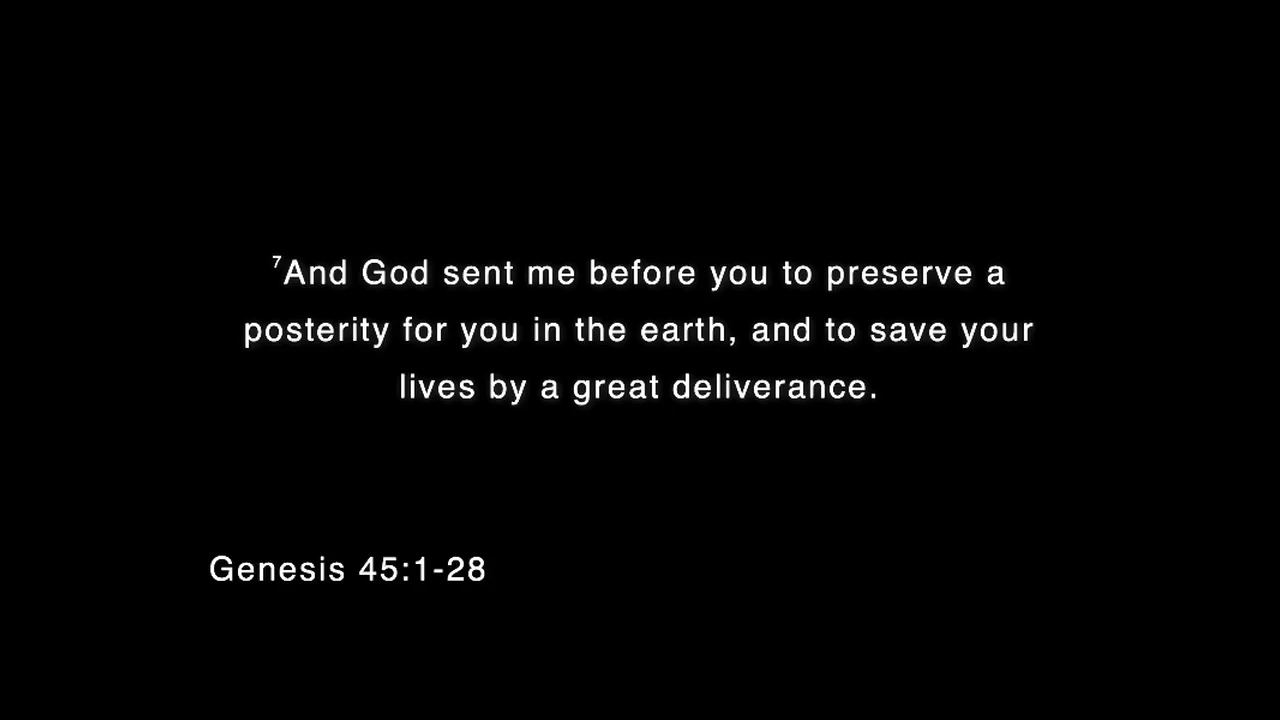 ⁷And God sent me before you to preserve a
posterity for you in the earth, and to save your
lives by a great deliverance.
Genesis 45:1-28